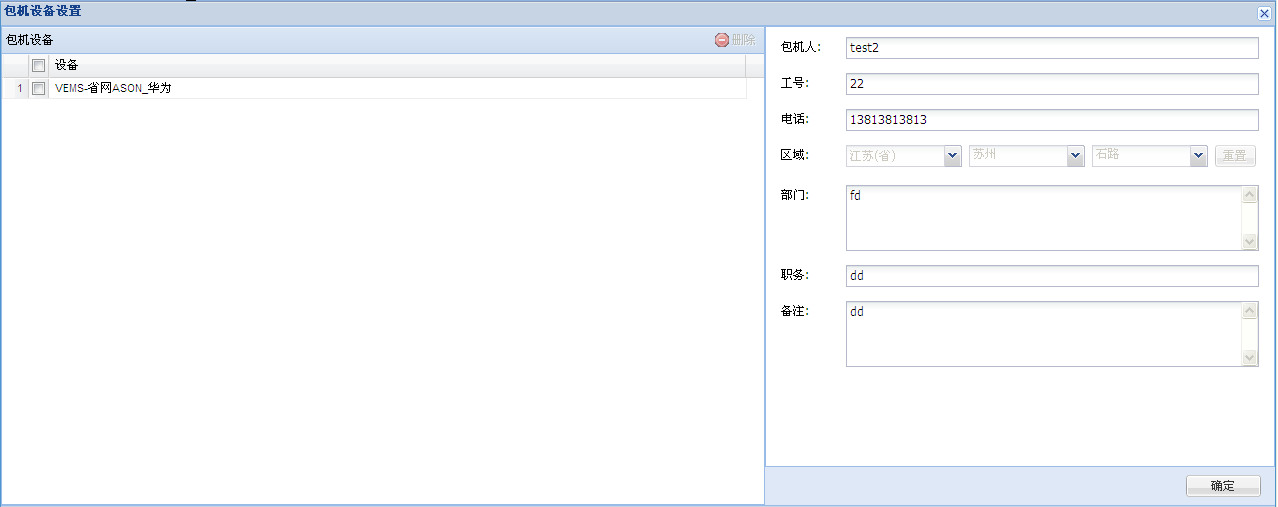 包机设备设置
包机设备 删除
设备
1 VEMS-省网ASON_华为
包机人: test2
工号: 22
电话: 13813813813
区域: 江苏(省) 苏州 石路 重置
部门: fd
职务: dd
备注: dd
确定